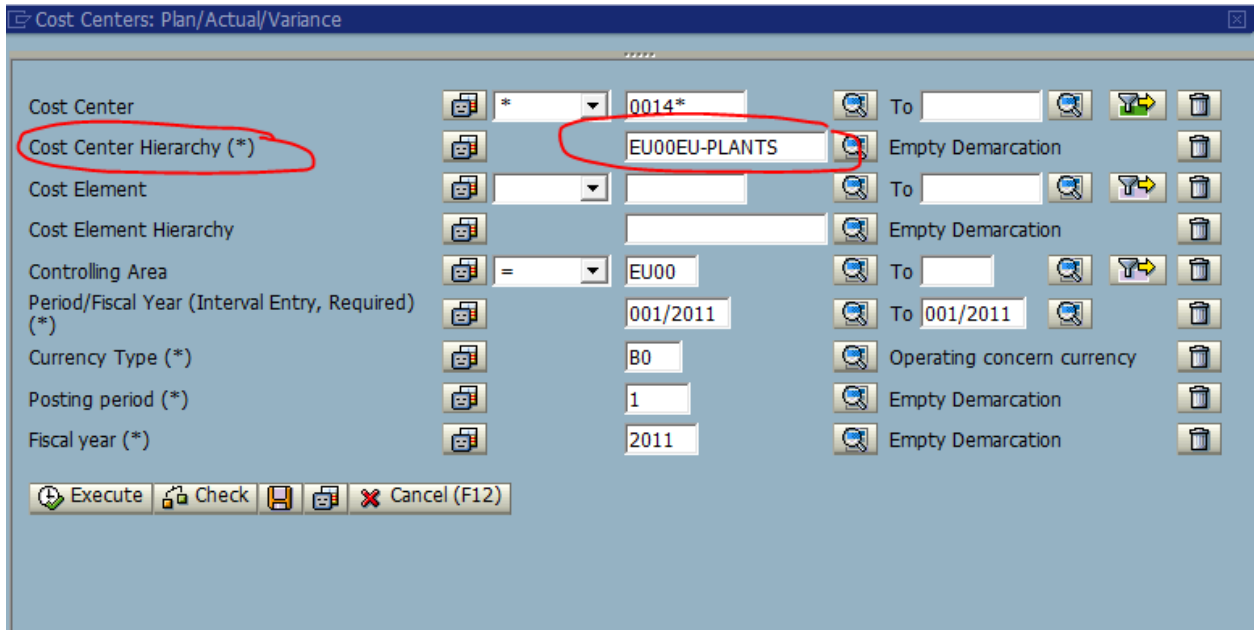 Cost Centers: Plan/Actual/Variance
Cost Center * 0014* To
Cost Center Hierarchy (*) EU00EU-PLANTS Empty Demarcation
Cost Element To
Cost Element Hierarchy Empty Demarcation
Controlling Area = EU00 To
Period/Fiscal Year (Interval Entry, Required)
(*) 001/2011 To 001/2011
Currency Type (*) B0 Operating concern currency
Posting period (*) 1 Empty Demarcation
Fiscal year (*) 2011 Empty Demarcation
Execute Check Cancel (F12)